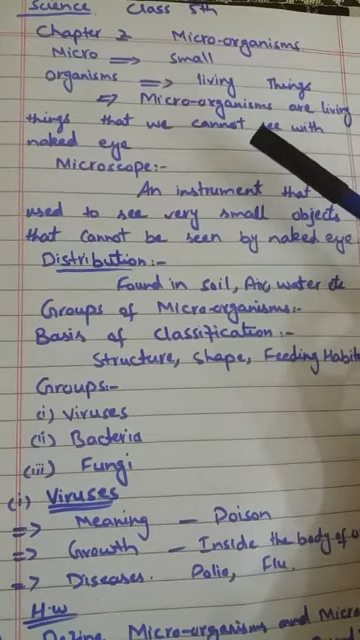 Science Class 5th
Chapter 2 Micro-organisms
Micro => Small
organisms => living Things
=> Micro-organisms are living
things that we cannot see with
naked eye
Microscope:-
An instrument that
used to see very small objects
that cannot be seen by naked eye
Distribution:-
Found in soil, Air, water etc
Groups of Micro-organisms:-
Basis of classification:-
Structure, Shape, Feeding Habits
Groups:-
(i) Viruses
(ii) Bacteria
(iii) Fungi
(i) Viruses
=> Meaning — Poison
=> Growth — Inside the body of
=> Diseases. Polio, Flu.
H.w
Define Micro-organisms and